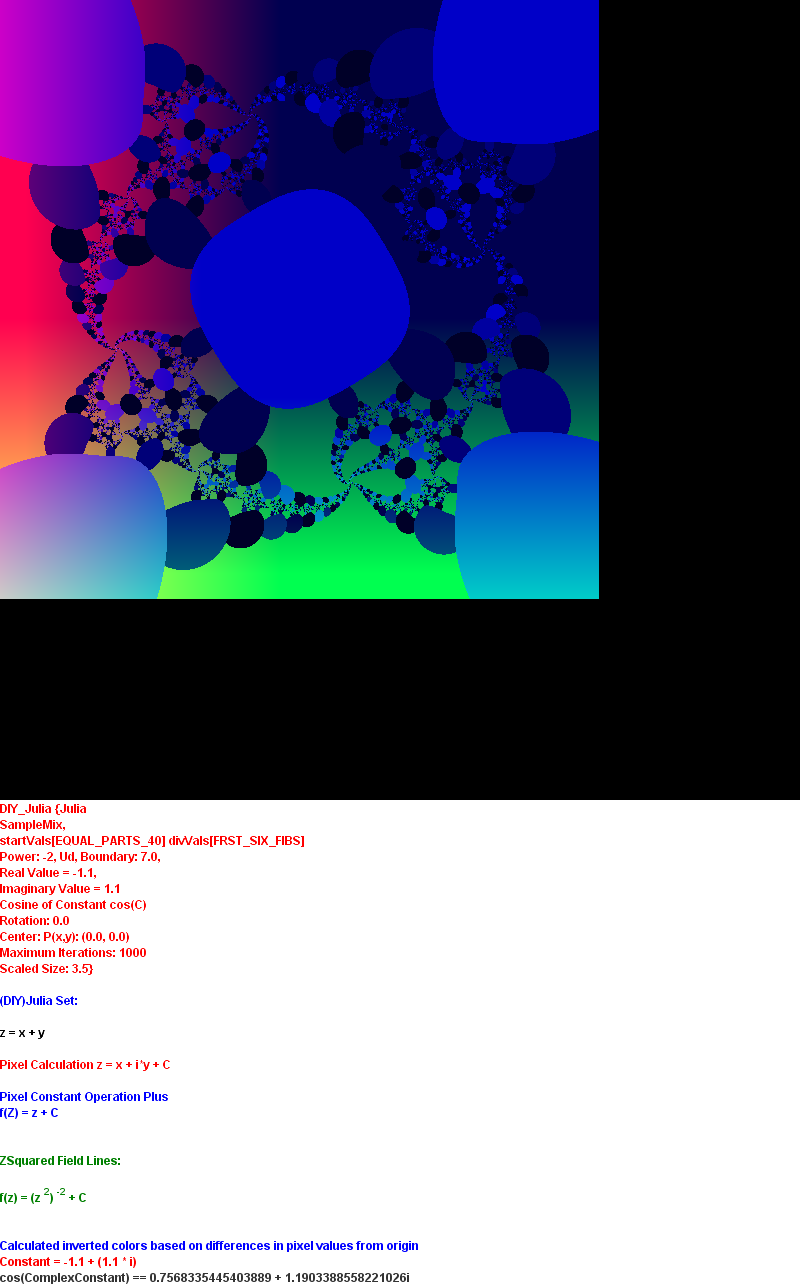 DIY_Julia {Julia
SampleMix,
startVals[EQUAL_PARTS_40] divVals[FRST_SIX_FIBS]
Power: -2, Ud, Boundary: 7.0,
Real Value = -1.1,
Imaginary Value = 1.1
Cosine of Constant cos(C)
Rotation: 0.0
Center: P(x,y): (0.0, 0.0)
Maximum Iterations: 1000
Scaled Size: 3.5}
(DIY)Julia Set:
z = x + y
Pixel Calculation z = x + i*y + C
Pixel Constant Operation Plus
f(Z) = z + C
ZSquared Field Lines:
f(z) = (z ²) ⁻² + C
Calculated inverted colors based on differences in pixel values from origin
Constant = -1.1 + (1.1 * i)
cos(ComplexConstant) == 0.7568335445403889 + 1.1903388558221026i